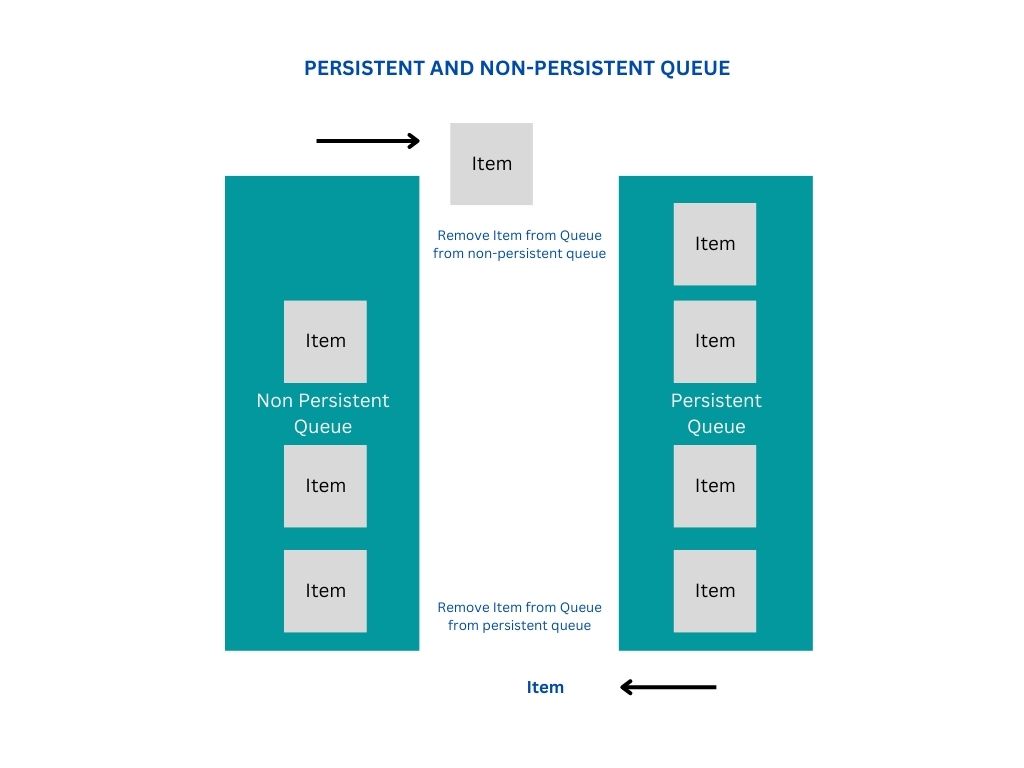 PERSISTENT AND NON-PERSISTENT QUEUE
Item
Remove Item from Queue
from non-persistent queue
Item
Non Persistent
Queue
Item
Item
Item
Item
Persistent
Queue
Item
Item
Remove Item from Queue
from persistent queue
Item